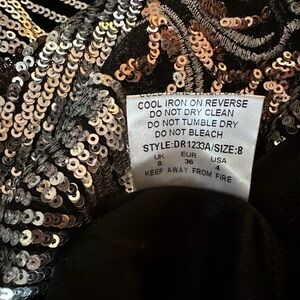 COOL IRON ON REVERSE
DO NOT DRY CLEAN
DO NOT TUMBLE DRY
DO NOT BLEACH
STYLE:DR1233A/SIZE:8
UK EUR USA
8 36 4
KEEP AWAY FROM FIRE